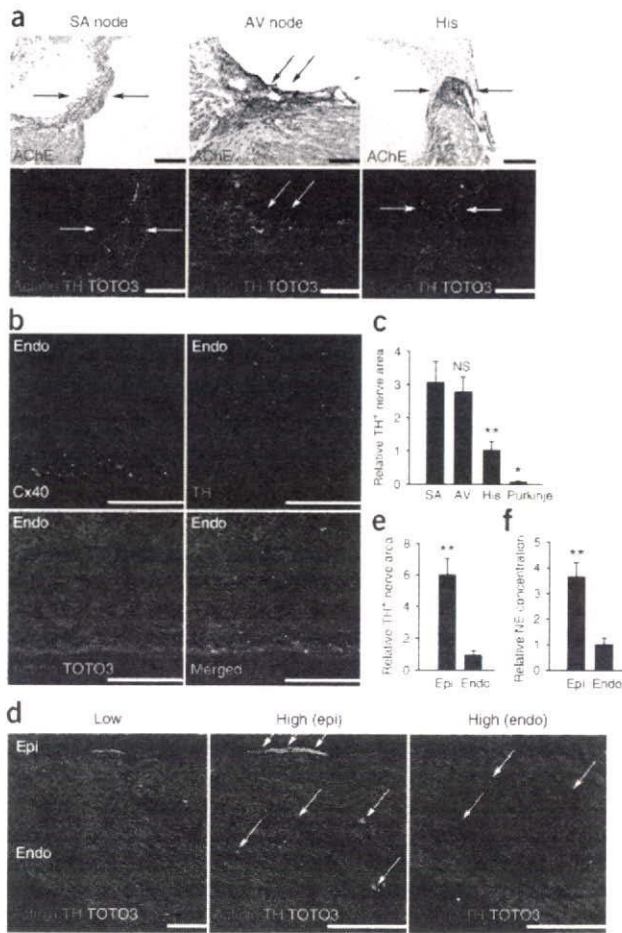 a
SA node AV node His
AChE AChE AChE
Actinin TH TOTO3 TH TOTO3 TH TOTO3
b
Endo Endo
Cx40 TH
Endo Endo
TOTO3 Merged
c
Relative TH⁺ nerve area
4
3
2
1
0
NS
**
*
SA AV His Purkinje
e
Relative TH⁺ nerve area
8
6
4
2
0
**
Epi Endo
f
Relative NE concentration
5
4
3
2
1
0
**
Epi Endo
d
Low High (epi) High (endo)
Epi
Endo
TH TOTO3 TH TOTO3 TH TOTO3